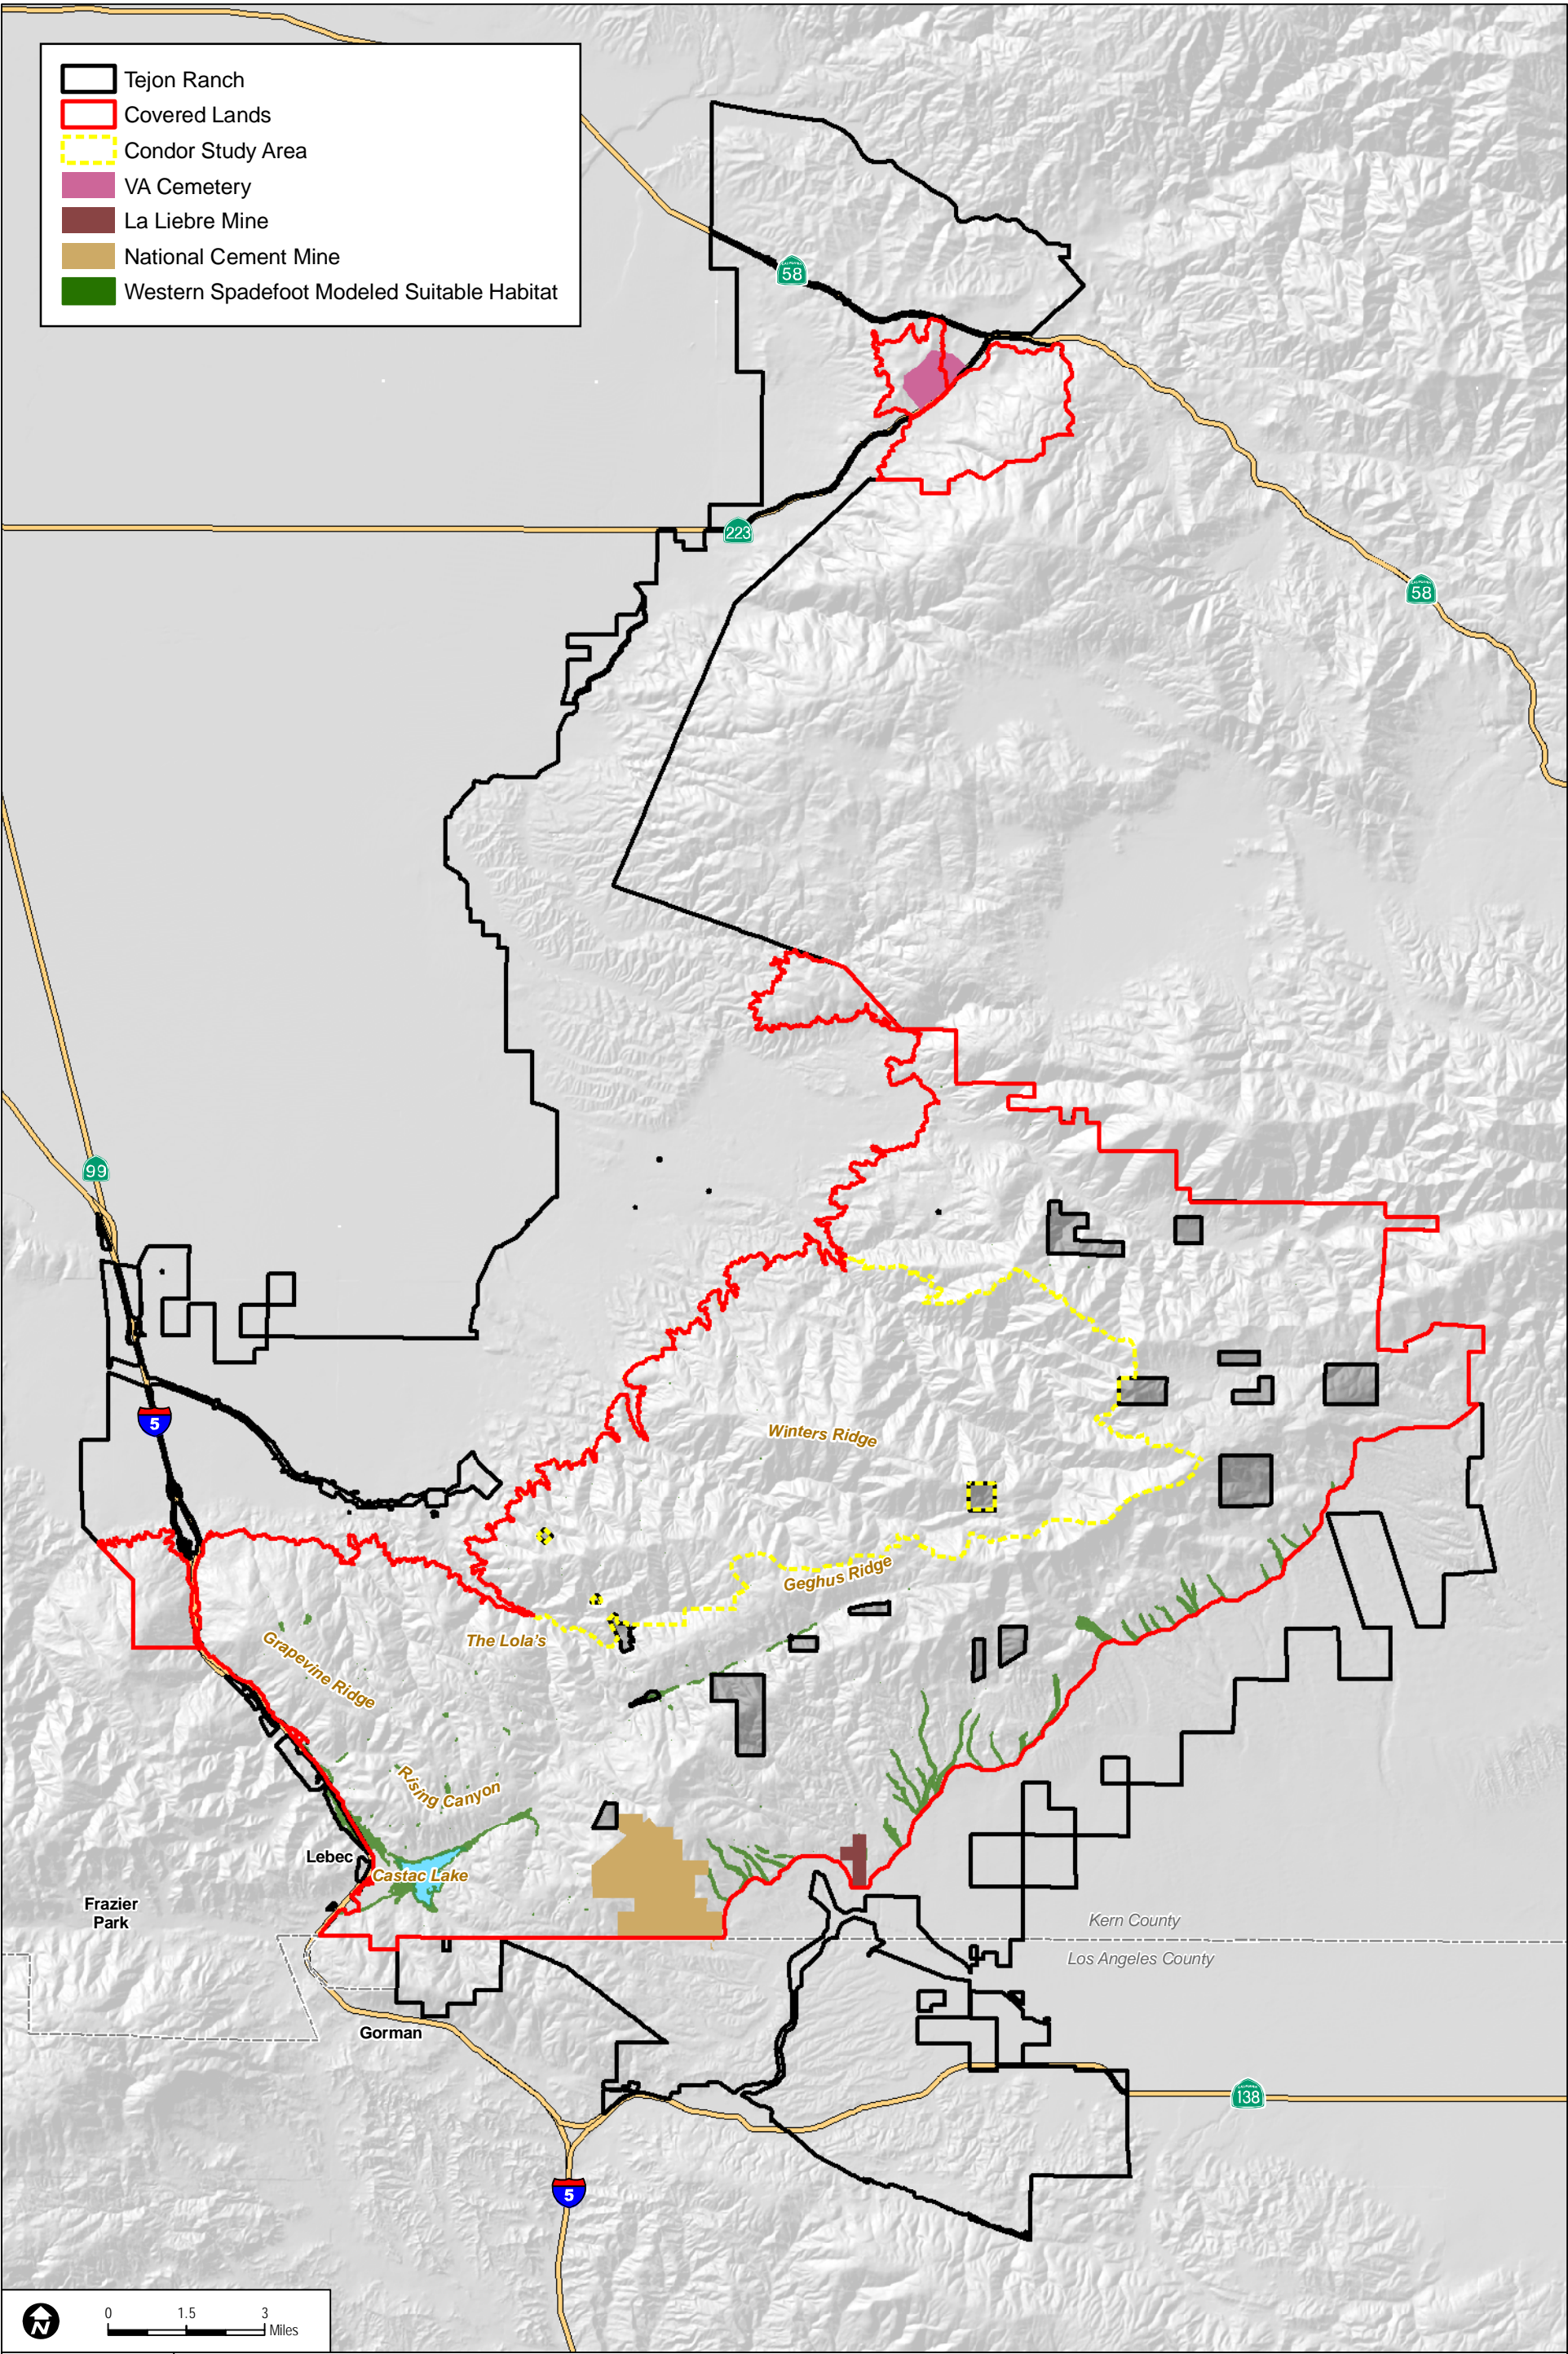 Tejon Ranch
Covered Lands
Condor Study Area
VA Cemetery
La Liebre Mine
National Cement Mine
Western Spadefoot Modeled Suitable Habitat
58
223
58
99
5
Winters Ridge
Geghus Ridge
The Lola's
Grapevine Ridge
Rising Canyon
Lebec
Castac Lake
Frazier
Park
Kern County
Los Angeles County
Gorman
138
5
N
0 1.5 3
Miles